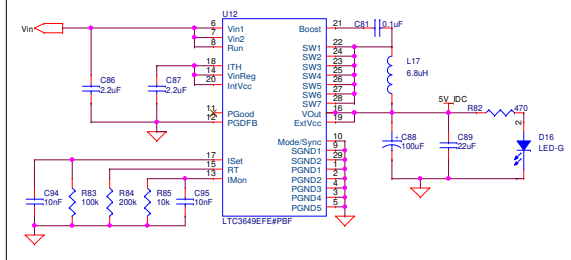 U12
Vin
6 Vin1
7 Vin2
8 Run
18 ITH
14 VinReg
20 IntVcc
11 PGood
12 PGDFB
17 ISet
15 RT
13 IMon
Boost 21
SW1 22
SW2 24
SW3 23
SW4 25
SW5 26
SW6 27
SW7 28
VOut 16
ExtVcc 19
Mode/Sync 10
SGND1 9
SGND2 29
PGND1 1
PGND2 2
PGND3 4
PGND4 3
PGND5 5
LTC3649EFE#PBF
C86
2.2uF
C87
2.2uF
C94
10nF
R83
100k
R84
200k
R85
10k
C95
10nF
C81
0.1uF
L17
6.8uH
5V_IDC
R82
470
C88
100uF
C89
22uF
2
D16
LED-G